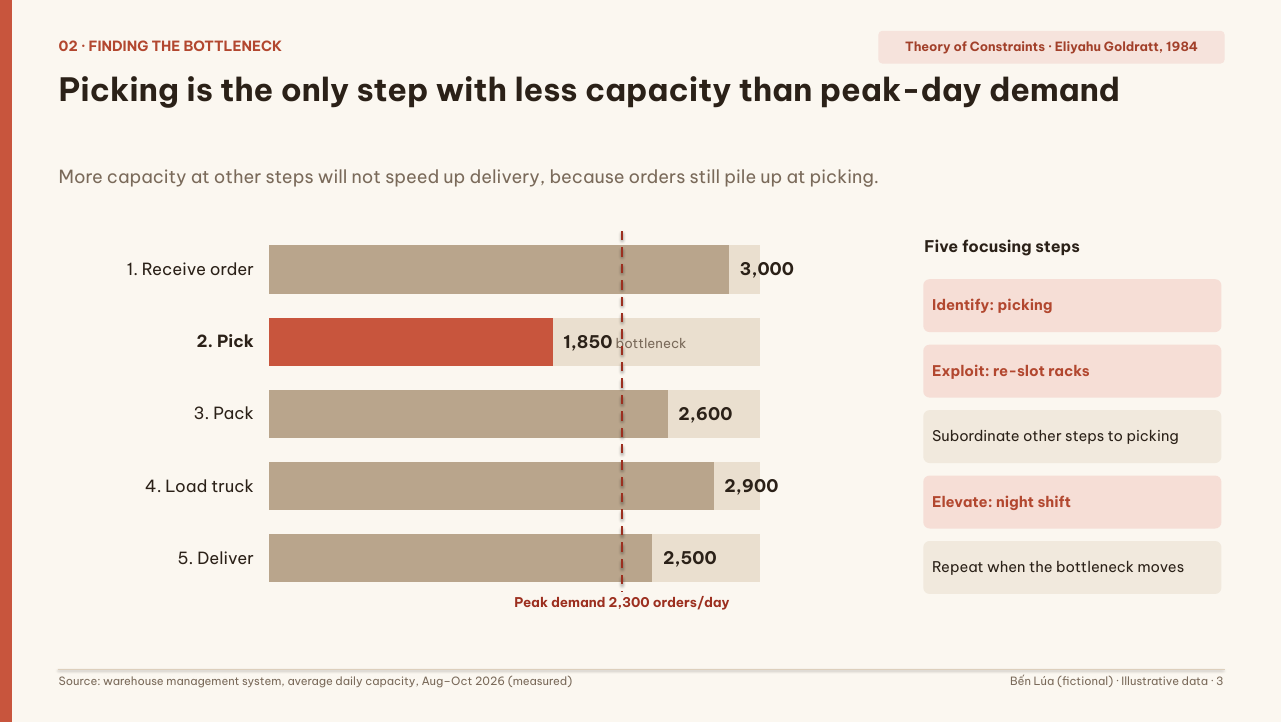 02 · FINDING THE BOTTLENECK
Theory of Constraints · Eliyahu Goldratt, 1984
Picking is the only step with less capacity than peak-day demand
More capacity at other steps will not speed up delivery, because orders still pile up at picking.
1. Receive order
3,000
2. Pick
1,850 bottleneck
3. Pack
2,600
4. Load truck
2,900
5. Deliver
2,500
Peak demand 2,300 orders/day
Five focusing steps
Identify: picking
Exploit: re-slot racks
Subordinate other steps to picking
Elevate: night shift
Repeat when the bottleneck moves
Source: warehouse management system, average daily capacity, Aug–Oct 2026 (measured)
Bến Lúa (fictional) · Illustrative data · 3